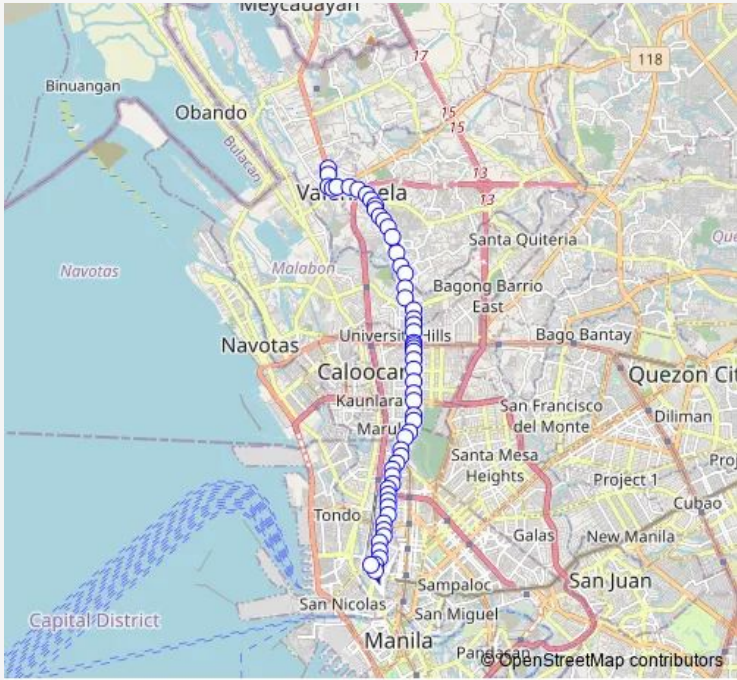 Meycauayan
17
118
Binuangan
Obando
15
15
Bulacan
13
Valenzuela
13
Santa Quiteria
Que
Navotas
Malabon
Bagong Barrio
East
University Hills
Bago Bantay
Navotas
Caloocan
Quezon Cit
Kaunlara
San Francisco
del Monte
Diliman
Marul
Santa Mesa
Heights
Proj
Project 1
Cubao
Tondo
Galas
New Manila
Sampaloc
San Juan
San Nicolas
San Miguel
Capital District
Manila
Pandacan
© OpenStreetMap contributors